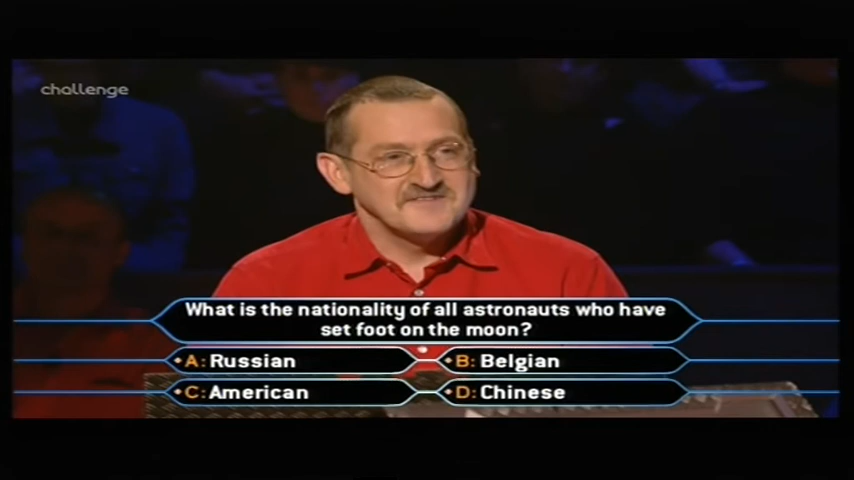 challenge
What is the nationality of all astronauts who have
set foot on the moon?
A: Russian
B: Belgian
C: American
D: Chinese